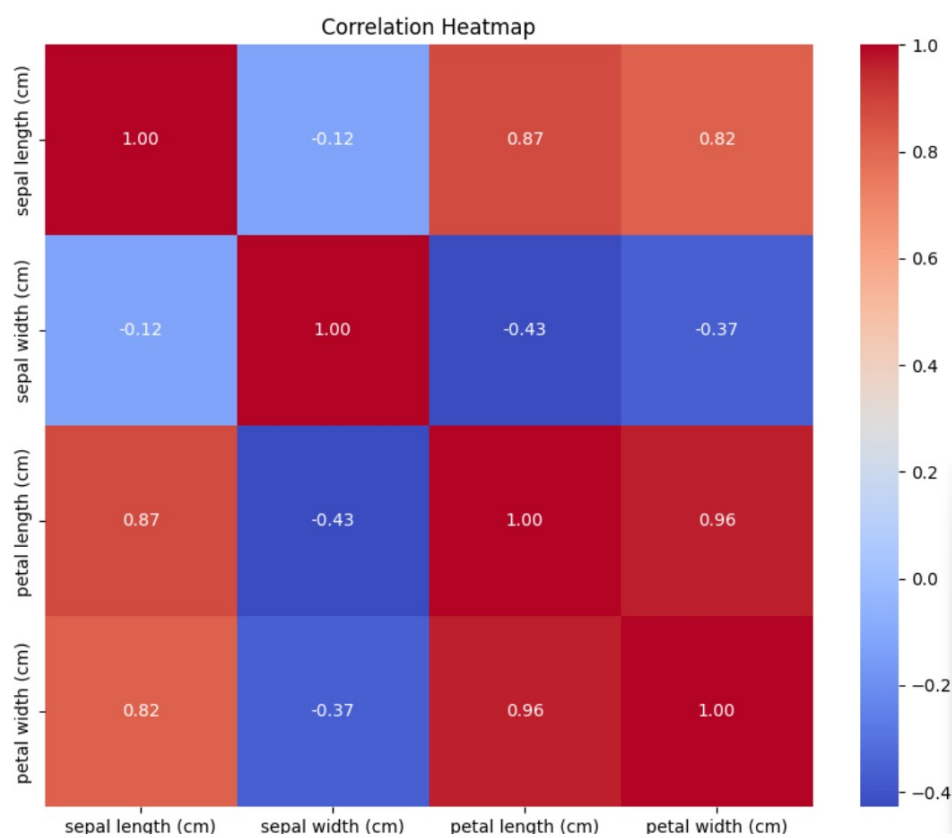 Correlation Heatmap
sepal length (cm)
1.00 -0.12 0.87 0.82
sepal width (cm)
-0.12 1.00 -0.43 -0.37
petal length (cm)
0.87 -0.43 1.00 0.96
petal width (cm)
0.82 -0.37 0.96 1.00
sepal length (cm) sepal width (cm) petal length (cm) petal width (cm)
1.0
0.8
0.6
0.4
0.2
0.0
−0.2
−0.4